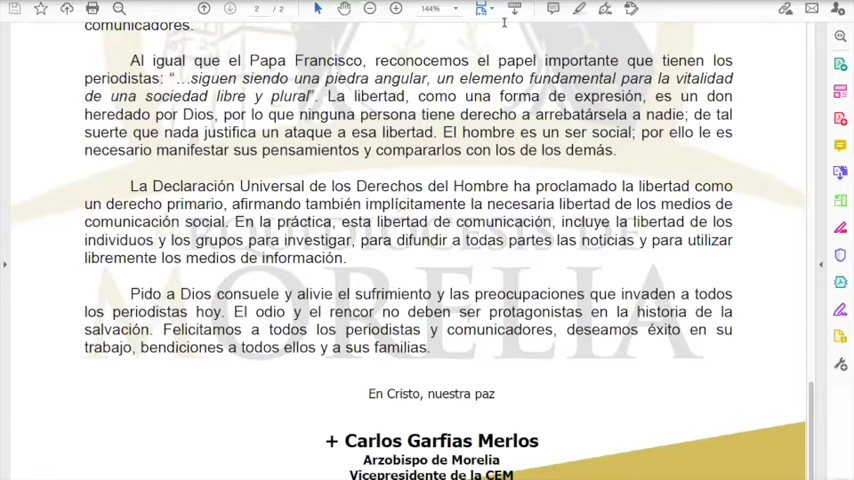 2 / 2
144%
comunicadores.
Al igual que el Papa Francisco, reconocemos el papel importante que tienen los
periodistas: “…siguen siendo una piedra angular, un elemento fundamental para la vitalidad
de una sociedad libre y plural”. La libertad, como una forma de expresión, es un don
heredado por Dios, por lo que ninguna persona tiene derecho a arrebatársela a nadie; de tal
suerte que nada justifica un ataque a esa libertad. El hombre es un ser social; por ello le es
necesario manifestar sus pensamientos y compararlos con los de los demás.
La Declaración Universal de los Derechos del Hombre ha proclamado la libertad como
un derecho primario, afirmando también implícitamente la necesaria libertad de los medios de
comunicación social. En la práctica, esta libertad de comunicación, incluye la libertad de los
individuos y los grupos para investigar, para difundir a todas partes las noticias y para utilizar
libremente los medios de información.
Pido a Dios consuele y alivie el sufrimiento y las preocupaciones que invaden a todos
los periodistas hoy. El odio y el rencor no deben ser protagonistas en la historia de la
salvación. Felicitamos a todos los periodistas y comunicadores, deseamos éxito en su
trabajo, bendiciones a todos ellos y a sus familias.
MORELIA
En Cristo, nuestra paz
+ Carlos Garfias Merlos
Arzobispo de Morelia
Vicepresidente de la CEM